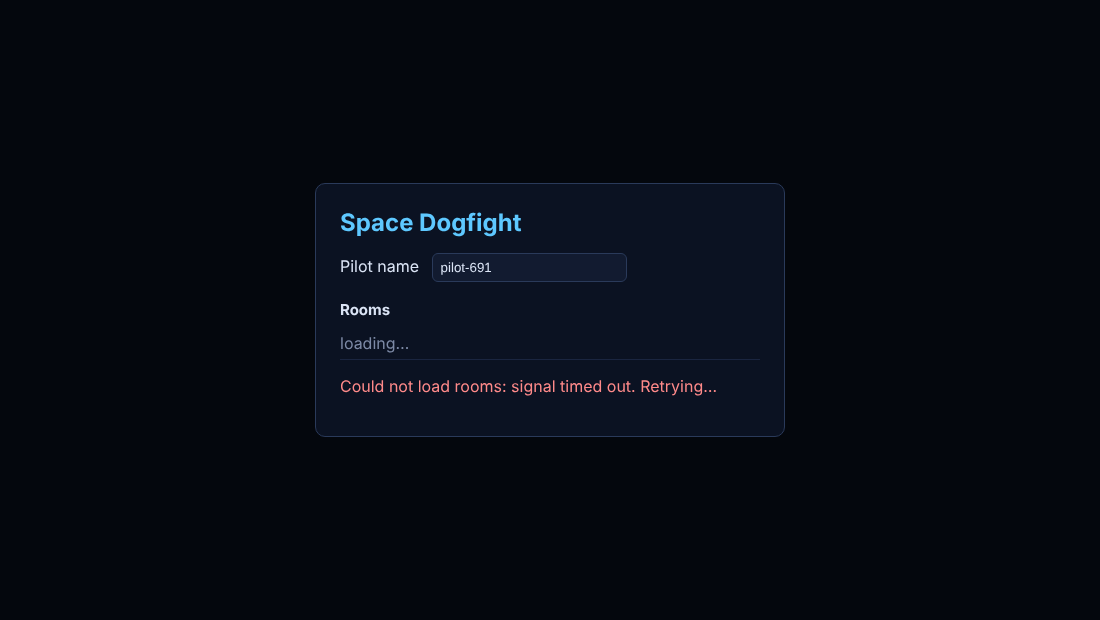 Space Dogfight
Pilot name pilot-691
Rooms
loading...
Could not load rooms: signal timed out. Retrying...